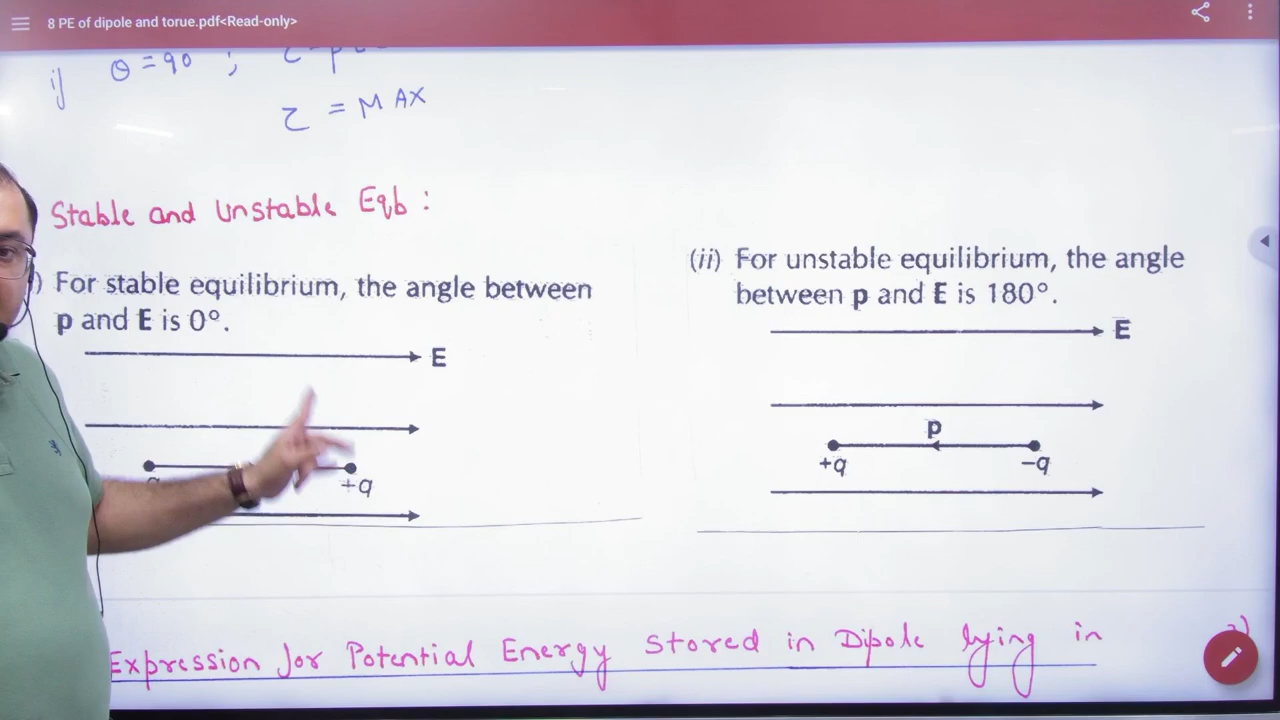 8 PE of dipole and torue.pdf<Read-only>
if θ = 90 ;
τ = MAX
Stable and Unstable Eqb :
For stable equilibrium, the angle between
p and E is 0°.
E
+q
(ii) For unstable equilibrium, the angle
between p and E is 180°.
E
p
+q −q
Expression for Potential Energy stored in Dipole lying in